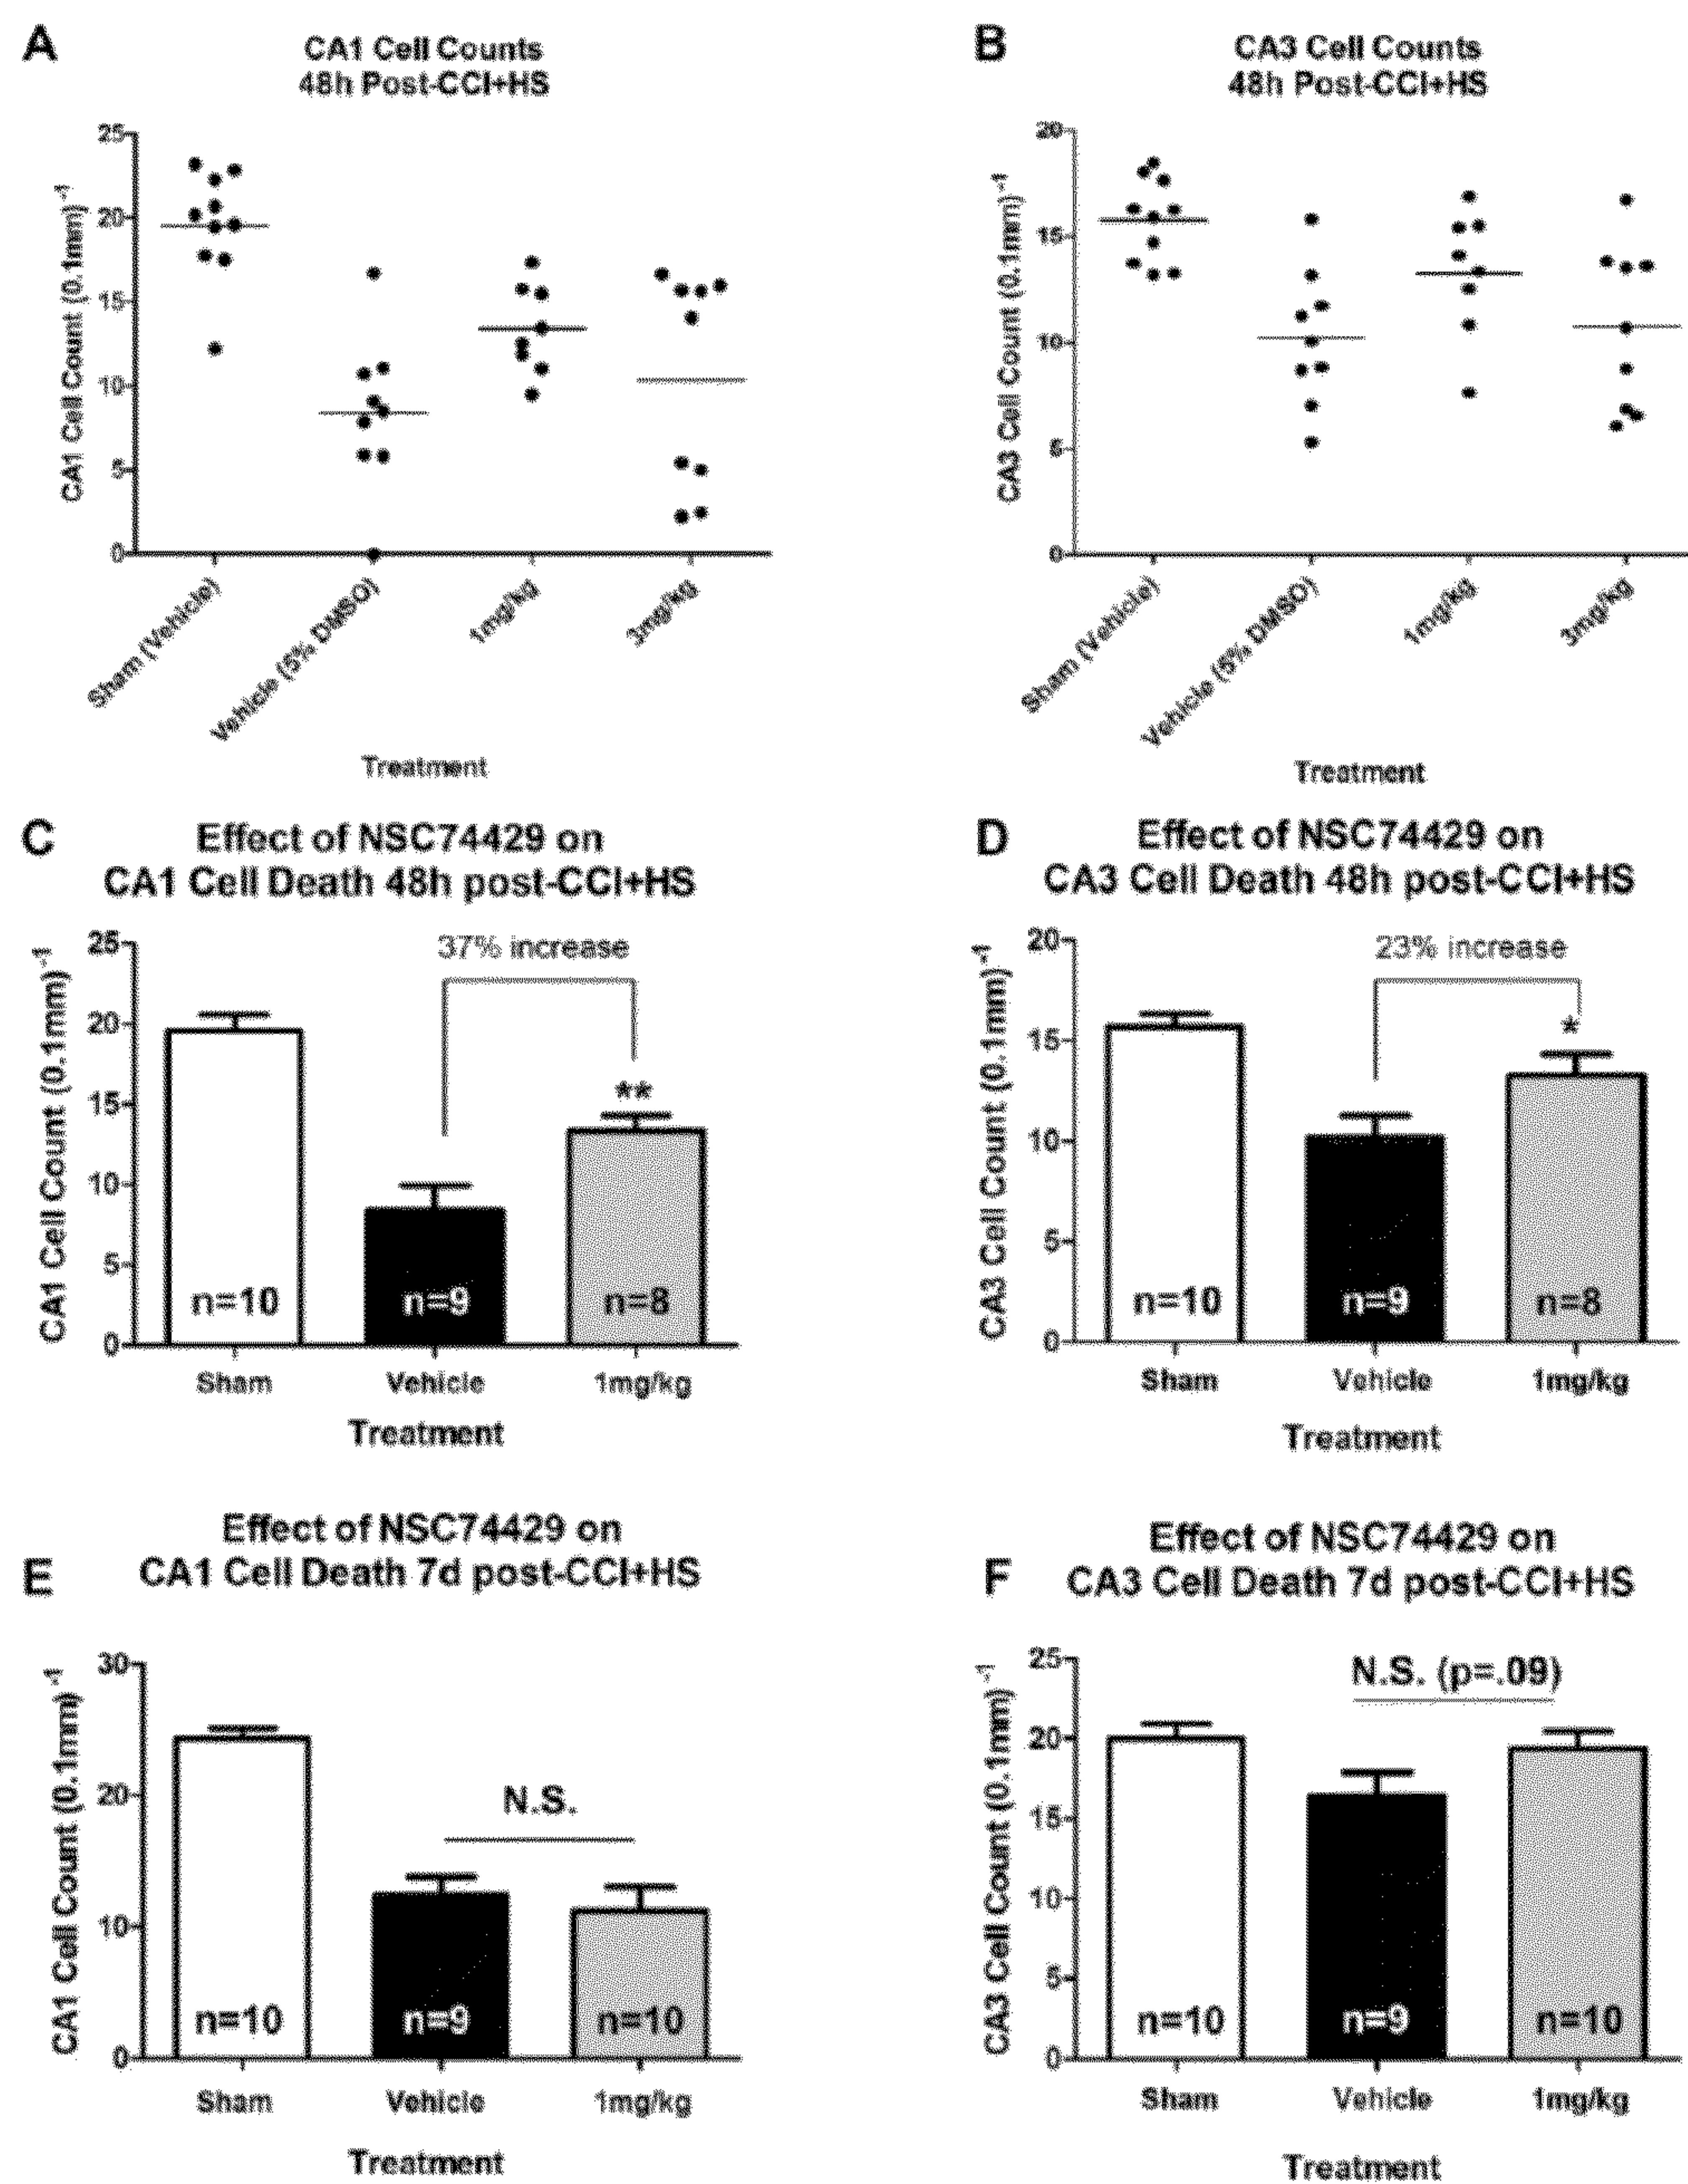 A
CA1 Cell Counts
48h Post-CCI+HS
CA1 Cell Count (0.1mm)-1
25
20
15
10
5
0
Sham (Vehicle)
Vehicle (5% DMSO)
1mg/kg
3mg/kg
Treatment
B
CA3 Cell Counts
48h Post-CCI+HS
CA3 Cell Count (0.1mm)-1
20
15
10
5
0
Sham (Vehicle)
Vehicle (5% DMSO)
1mg/kg
3mg/kg
Treatment
C
Effect of NSC74429 on
CA1 Cell Death 48h post-CCI+HS
CA1 Cell Count (0.1mm)-1
25
20
15
10
5
0
37% increase
**
n=10
n=9
n=8
Sham
Vehicle
1mg/kg
Treatment
D
Effect of NSC74429 on
CA3 Cell Death 48h post-CCI+HS
CA3 Cell Count (0.1mm)-1
20
15
10
5
0
23% increase
*
n=10
n=9
n=8
Sham
Vehicle
1mg/kg
Treatment
E
Effect of NSC74429 on
CA1 Cell Death 7d post-CCI+HS
CA1 Cell Count (0.1mm)-1
30
20
10
0
N.S.
n=10
n=9
n=10
Sham
Vehicle
1mg/kg
Treatment
F
Effect of NSC74429 on
CA3 Cell Death 7d post-CCI+HS
CA3 Cell Count (0.1mm)-1
25
20
15
10
5
0
N.S. (p=.09)
n=10
n=9
n=10
Sham
Vehicle
1mg/kg
Treatment